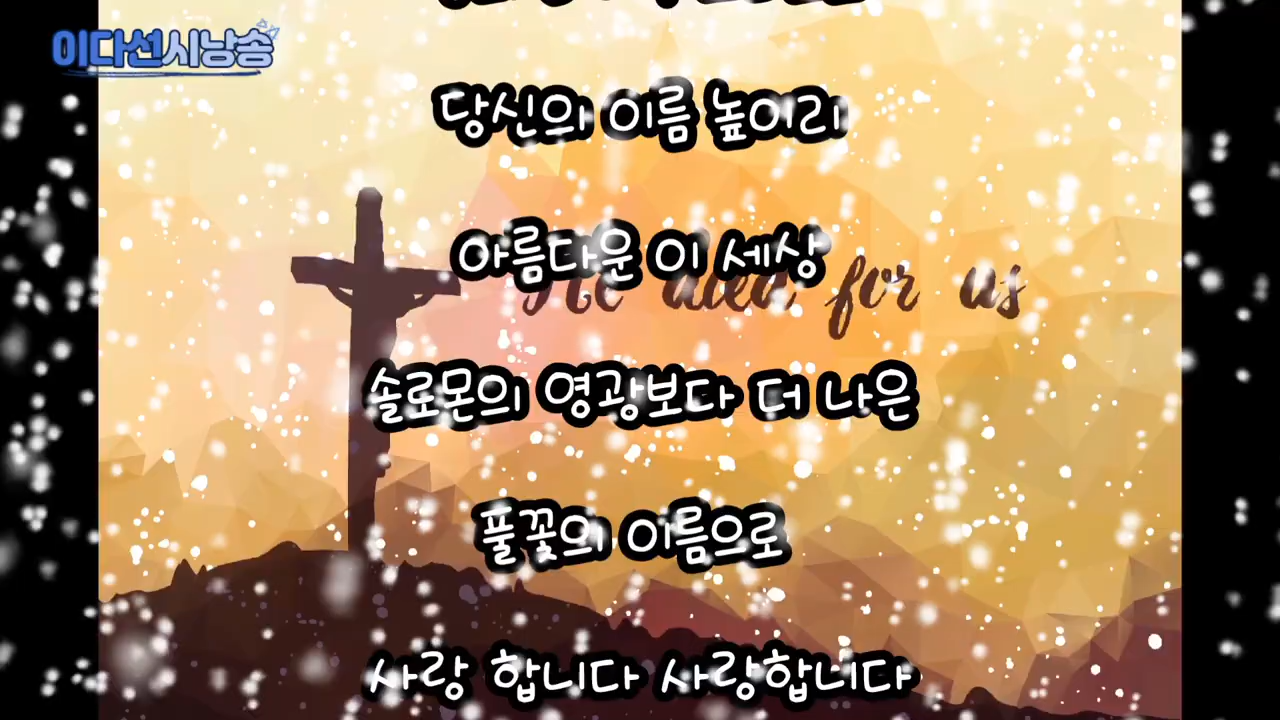 이다선시낭송
당신의 이름 높이리
아름다운 이 세상
He died for us
솔로몬의 영광보다 더 나은
풀꽃의 이름으로
사랑 합니다 사랑합니다